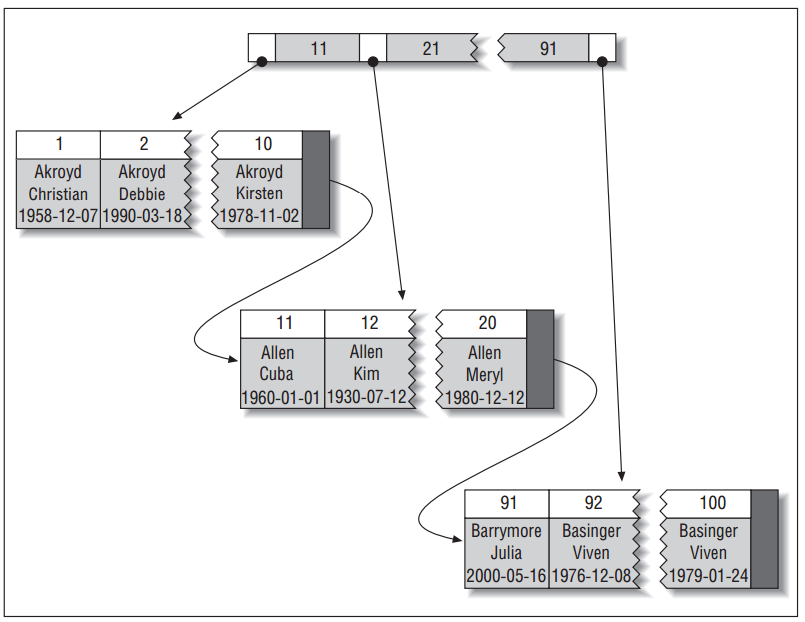 11 21 91
1 2 10
Akroyd Akroyd Akroyd
Christian Debbie Kirsten
1958-12-07 1990-03-18 1978-11-02
11 12 20
Allen Allen Allen
Cuba Kim Meryl
1960-01-01 1930-07-12 1980-12-12
91 92 100
Barrymore Basinger Basinger
Julia Viven Viven
2000-05-16 1976-12-08 1979-01-24